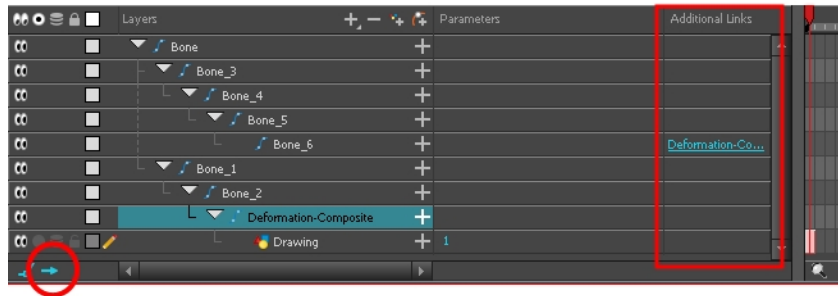 Layers Parameters Additional Links
Bone
Bone_3
Bone_4
Bone_5
Bone_6 Deformation-Co...
Bone_1
Bone_2
Deformation-Composite
Drawing 1